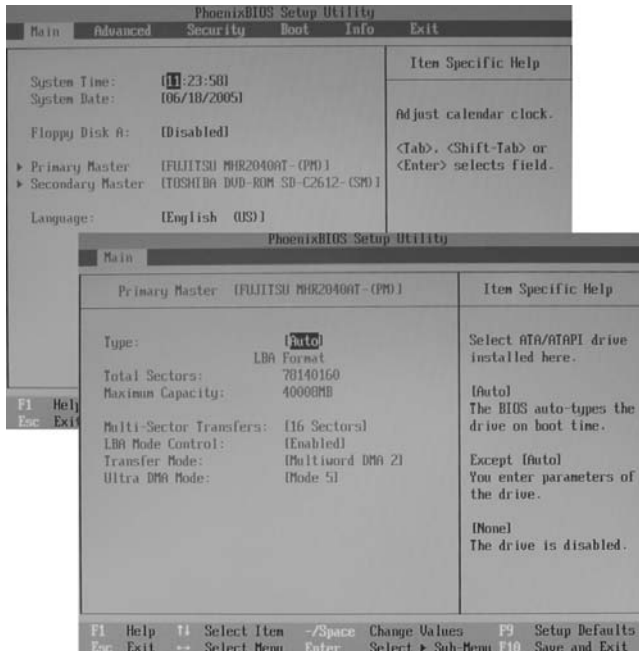 PhoenixBIOS Setup Utility
Main Advanced Security Boot Info Exit
System Time: [11:23:58]
System Date: [06/18/2005]
Floppy Disk A: [Disabled]
Primary Master [FUJITSU MHR2040AT-(PM)]
Secondary Master [TOSHIBA DVD-ROM SD-C2612-(SM)]
Language: [English (US)]
Item Specific Help
Adjust calendar clock.
<Tab>, <Shift-Tab> or
<Enter> selects field.
F1 Help
Esc Exit
PhoenixBIOS Setup Utility
Main
Primary Master [FUJITSU MHR2040AT-(PM)]
Type: [Auto]
LBA Format
Total Sectors: 78140160
Maximum Capacity: 40008MB
Multi-Sector Transfers: [16 Sectors]
LBA Mode Control: [Enabled]
Transfer Mode: [Multiword DMA 2]
Ultra DMA Mode: [Mode 5]
Item Specific Help
Select ATA/ATAPI drive
installed here.
[Auto]
The BIOS auto-types the
drive on boot time.
Except [Auto]
You enter parameters of
the drive.
[None]
The drive is disabled.
F1 Help ↑↓ Select Item -/Space Change Values F9 Setup Defaults
Esc Exit ↔ Select Menu Enter Select ▸ Sub-Menu F10 Save and Exit